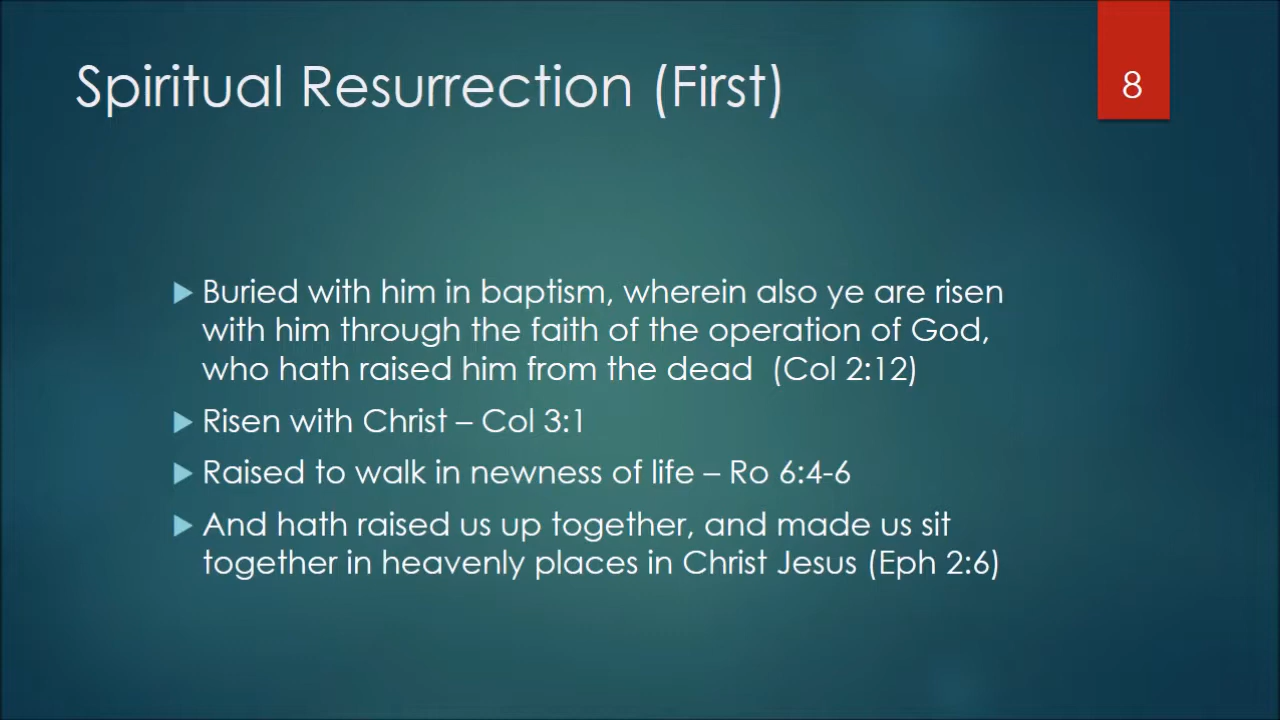 Spiritual Resurrection (First)
8
Buried with him in baptism, wherein also ye are risen
with him through the faith of the operation of God,
who hath raised him from the dead  (Col 2:12)
Risen with Christ – Col 3:1
Raised to walk in newness of life – Ro 6:4-6
And hath raised us up together, and made us sit
together in heavenly places in Christ Jesus (Eph 2:6)